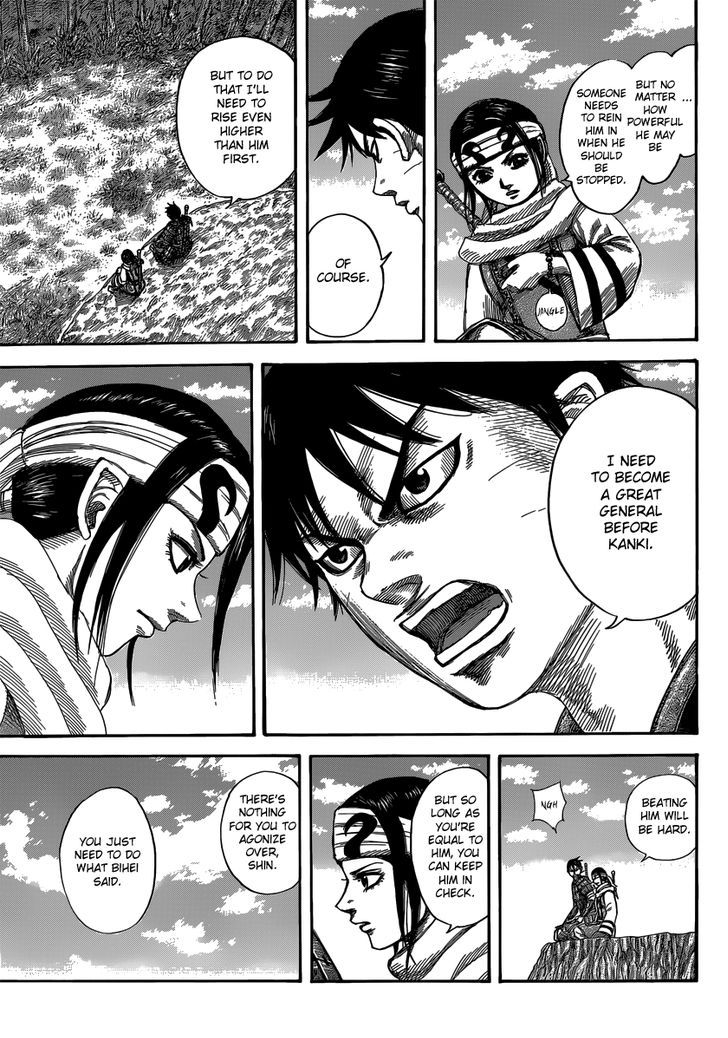 BUT NO
MATTER ...
HOW
POWERFUL
HE MAY
BE
SOMEONE
NEEDS
TO REIN
HIM IN
WHEN HE
SHOULD
BE
STOPPED.
JANGLE
OF
COURSE.
BUT TO DO
THAT I'LL
NEED TO
RISE EVEN
HIGHER
THAN HIM
FIRST.
I NEED
TO BECOME
A GREAT
GENERAL
BEFORE
KANKI.
BEATING
HIM WILL
BE HARD.
NGH
BUT SO
LONG AS
YOU'RE
EQUAL TO
HIM, YOU
CAN KEEP
HIM IN
CHECK.
THERE'S
NOTHING
FOR YOU TO
AGONIZE
OVER,
SHIN.
YOU JUST
NEED TO DO
WHAT BIHEI
SAID.